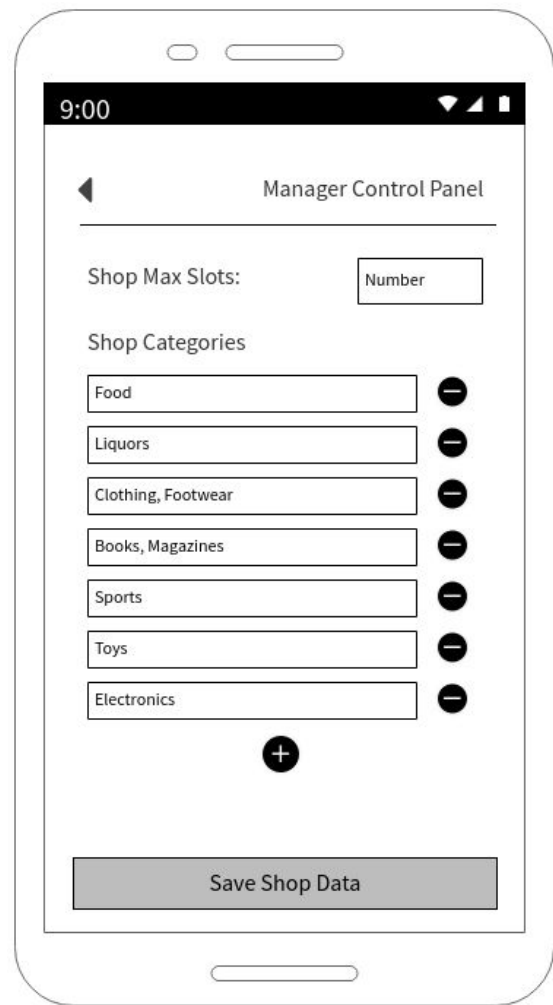 9:00
Manager Control Panel
Shop Max Slots:
Number
Shop Categories
Food
Liquors
Clothing, Footwear
Books, Magazines
Sports
Toys
Electronics
Save Shop Data